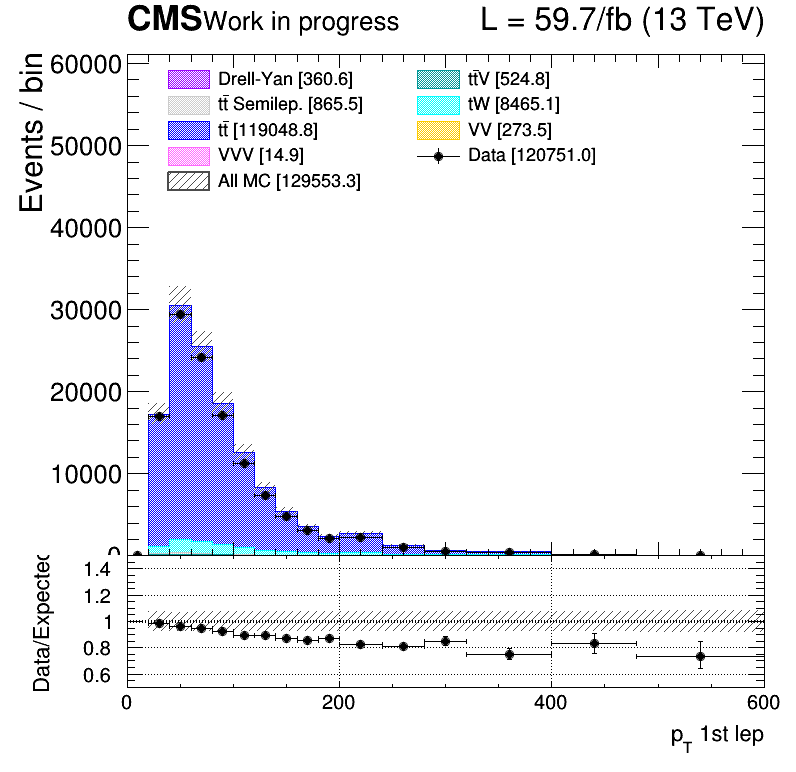 CMS Work in progress L = 59.7/fb (13 TeV)
Events / bin
60000
50000
40000
30000
20000
10000
0
Drell-Yan [360.6]
tt̄ Semilep. [865.5]
tt̄ [119048.8]
VVV [14.9]
All MC [129553.3]
tt̄V [524.8]
tW [8465.1]
VV [273.5]
Data [120751.0]
Data/Expected
1.4
1.2
1
0.8
0.6
0 200 400 600
p_T 1st lep